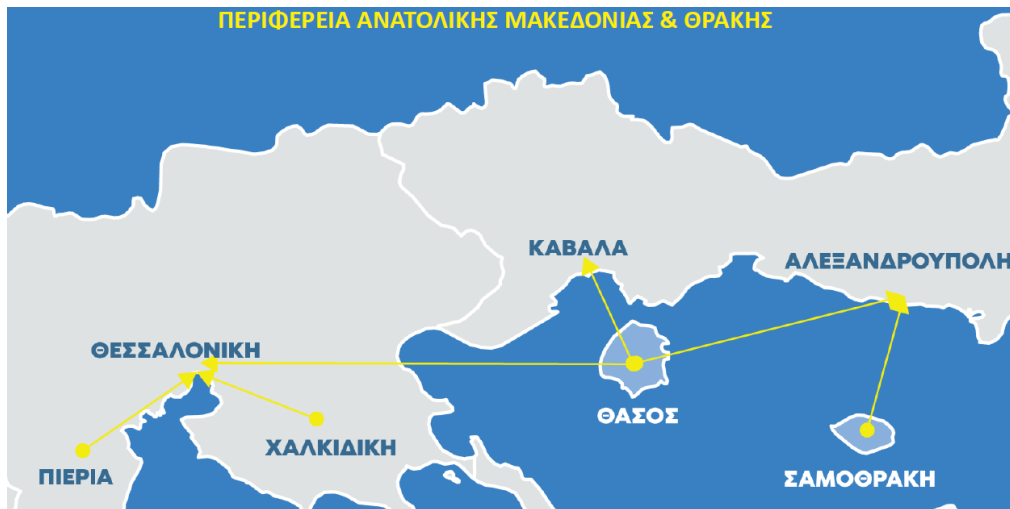 ΠΕΡΙΦΕΡΕΙΑ ΑΝΑΤΟΛΙΚΗΣ ΜΑΚΕΔΟΝΙΑΣ & ΘΡΑΚΗΣ
ΚΑΒΑΛΑ
ΑΛΕΞΑΝΔΡΟΥΠΟΛΗ
ΘΕΣΣΑΛΟΝΙΚΗ
ΘΑΣΟΣ
ΧΑΛΚΙΔΙΚΗ
ΠΙΕΡΙΑ
ΣΑΜΟΘΡΑΚΗ